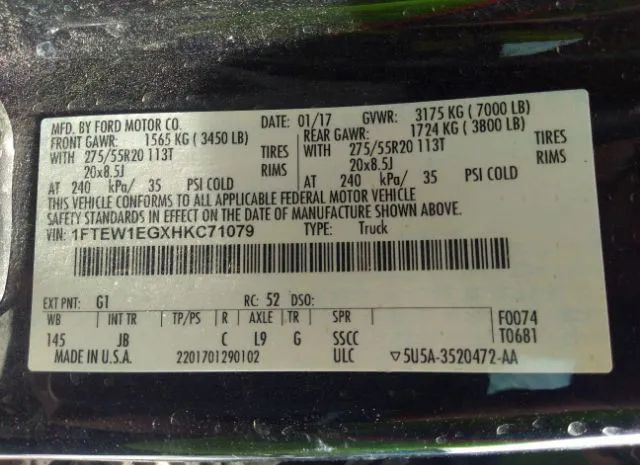 MFD. BY FORD MOTOR CO. DATE: 01/17 GVWR: 3175 KG ( 7000 LB)
FRONT GAWR: 1565 KG ( 3450 LB) REAR GAWR: 1724 KG ( 3800 LB)
WITH 275/55R20 113T TIRES WITH 275/55R20 113T TIRES
20x8.5J RIMS 20x8.5J RIMS
AT 240 kPa/ 35 PSI COLD AT 240 kPa/ 35 PSI COLD
THIS VEHICLE CONFORMS TO ALL APPLICABLE FEDERAL MOTOR VEHICLE
SAFETY STANDARDS IN EFFECT ON THE DATE OF MANUFACTURE SHOWN ABOVE.
VIN: 1FTEW1EGXHKC71079 TYPE: Truck
EXT PNT: G1 RC: 52 DSO:
WB INT TR TP/PS R AXLE TR SPR F0074
145 JB C L9 G SSCC T0681
MADE IN U.S.A. 2201701290102 ULC ▽5U5A-3520472-AA